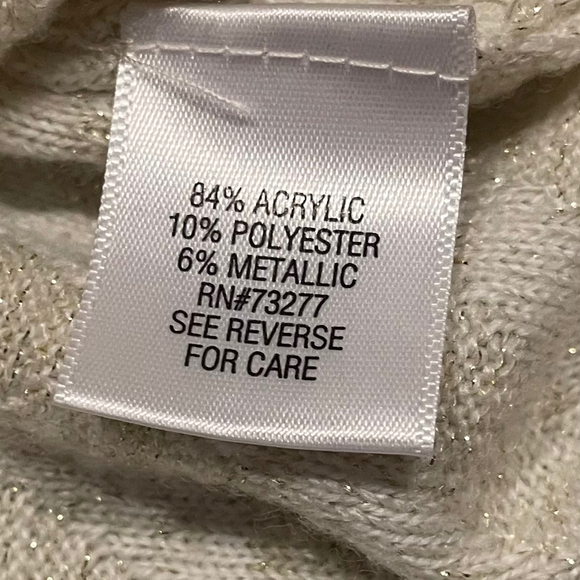 84% ACRYLIC
10% POLYESTER
6% METALLIC
RN#73277
SEE REVERSE
FOR CARE